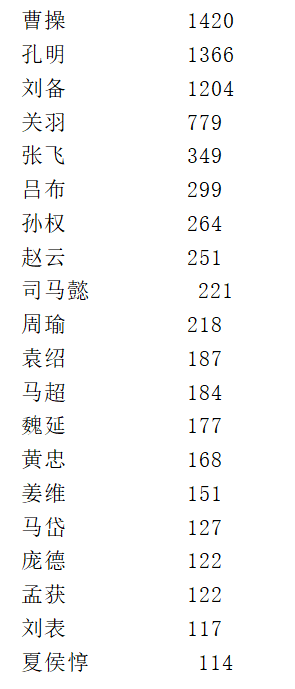 曹操 1420
孔明 1366
刘备 1204
关羽 779
张飞 349
吕布 299
孙权 264
赵云 251
司马懿 221
周瑜 218
袁绍 187
马超 184
魏延 177
黄忠 168
姜维 151
马岱 127
庞德 122
孟获 122
刘表 117
夏侯惇 114